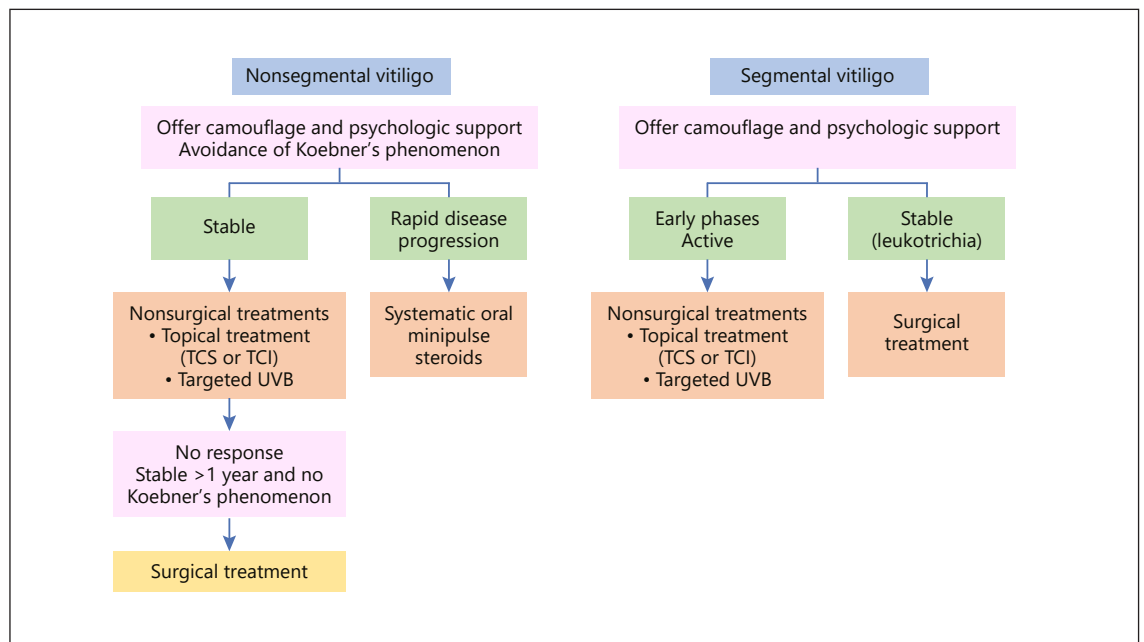 Nonsegmental vitiligo
Offer camouflage and psychologic support
Avoidance of Koebner's phenomenon
Stable
Rapid disease
progression
Nonsurgical treatments
• Topical treatment
(TCS or TCI)
• Targeted UVB
Systematic oral
minipulse
steroids
No response
Stable >1 year and no
Koebner's phenomenon
Surgical treatment
Segmental vitiligo
Offer camouflage and psychologic support
Early phases
Active
Stable
(leukotrichia)
Nonsurgical treatments
• Topical treatment
(TCS or TCI)
• Targeted UVB
Surgical
treatment